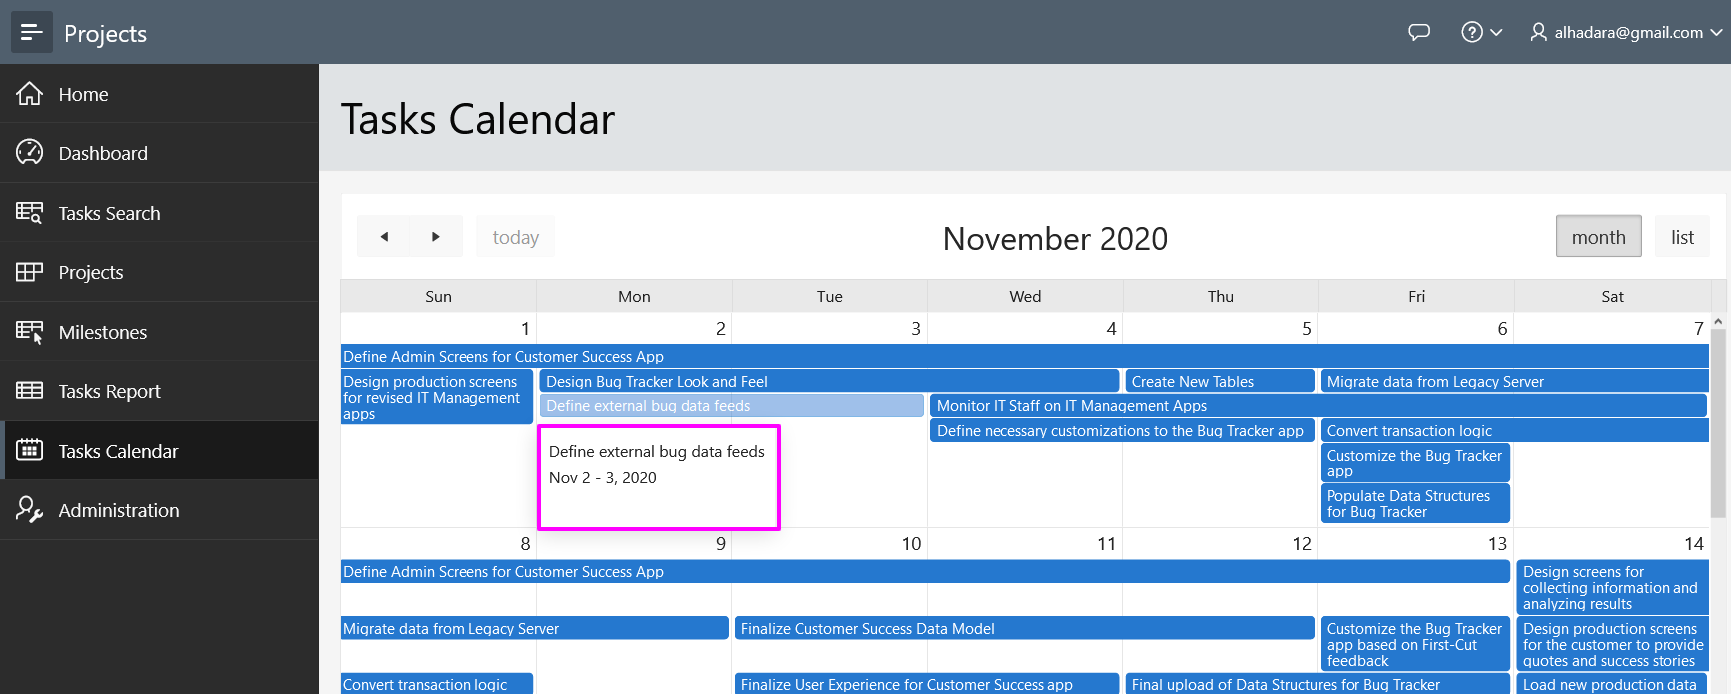 Projects
alhadara@gmail.com
Home
Dashboard
Tasks Search
Projects
Milestones
Tasks Report
Tasks Calendar
Administration
Tasks Calendar
today
November 2020
month
list
Sun Mon Tue Wed Thu Fri Sat
1 2 3 4 5 6 7
Define Admin Screens for Customer Success App
Design production screens
for revised IT Management
apps
Design Bug Tracker Look and Feel
Create New Tables
Migrate data from Legacy Server
Define external bug data feeds
Monitor IT Staff on IT Management Apps
Define necessary customizations to the Bug Tracker app
Convert transaction logic
Customize the Bug Tracker
app
Populate Data Structures
for Bug Tracker
Define external bug data feeds
Nov 2 - 3, 2020
8 9 10 11 12 13 14
Define Admin Screens for Customer Success App
Design screens for
collecting information and
analyzing results
Migrate data from Legacy Server
Finalize Customer Success Data Model
Customize the Bug Tracker
app based on First-Cut
feedback
Design production screens
for the customer to provide
quotes and success stories
Convert transaction logic
Finalize User Experience for Customer Success app
Final upload of Data Structures for Bug Tracker
Load new production data